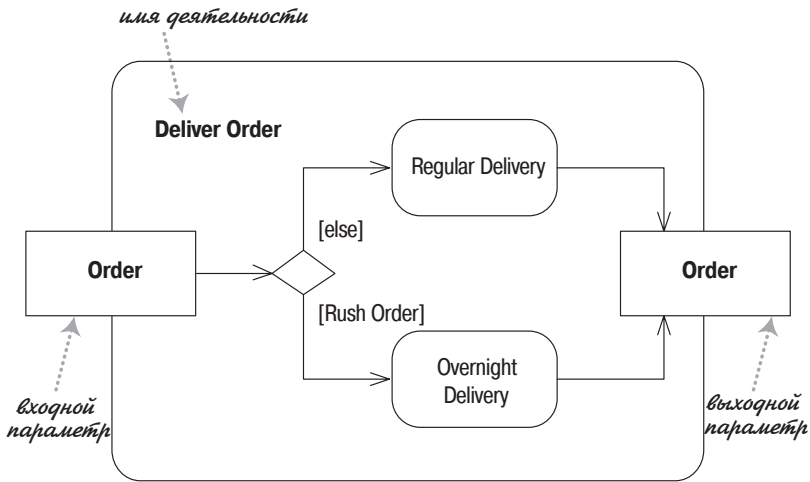 имя деятельности
Deliver Order
Regular Delivery
[else]
Order
Order
[Rush Order]
Overnight
Delivery
входной
параметр
выходной
параметр